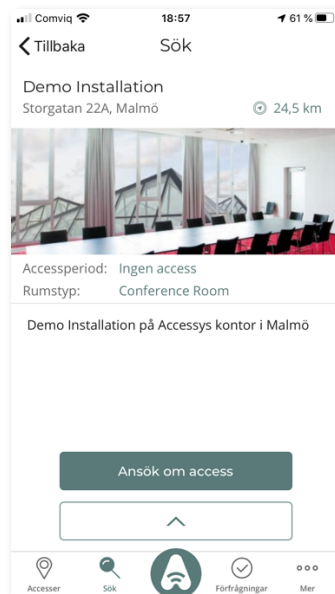 Comviq 18:57 61 %
Tillbaka Sök
Demo Installation
Storgatan 22A, Malmö 24,5 km
Accessperiod: Ingen access
Rumstyp: Conference Room
Demo Installation på Accessys kontor i Malmö
Ansök om access
Accesser Sök Förfrågningar Mer